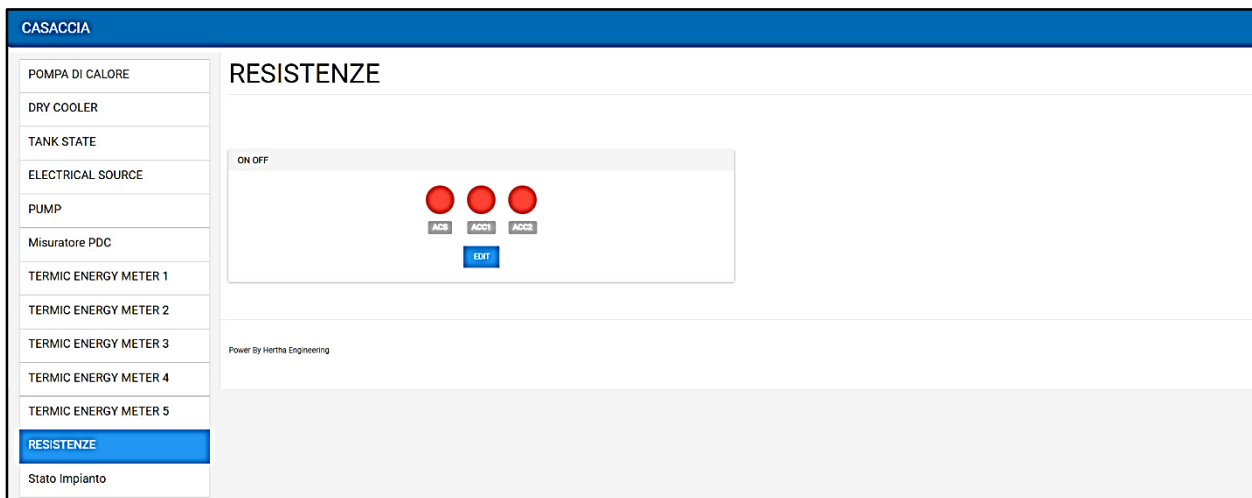 CASACCIA
POMPA DI CALORE
DRY COOLER
TANK STATE
ELECTRICAL SOURCE
PUMP
Misuratore PDC
TERMIC ENERGY METER 1
TERMIC ENERGY METER 2
TERMIC ENERGY METER 3
TERMIC ENERGY METER 4
TERMIC ENERGY METER 5
RESISTENZE
Stato Impianto
RESISTENZE
ON OFF
ACS ACC1 ACC2
EDIT
Power By Hertha Engineering